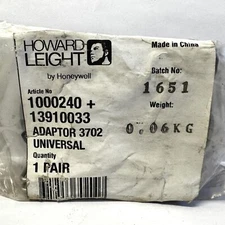 HOWARD
LEIGHT
by Honeywell
Made in China
Batch No:
1651
Article No
1000240 +
13910033
Weight:
0.06KG
ADAPTOR 3702
UNIVERSAL
Quantity
1 PAIR